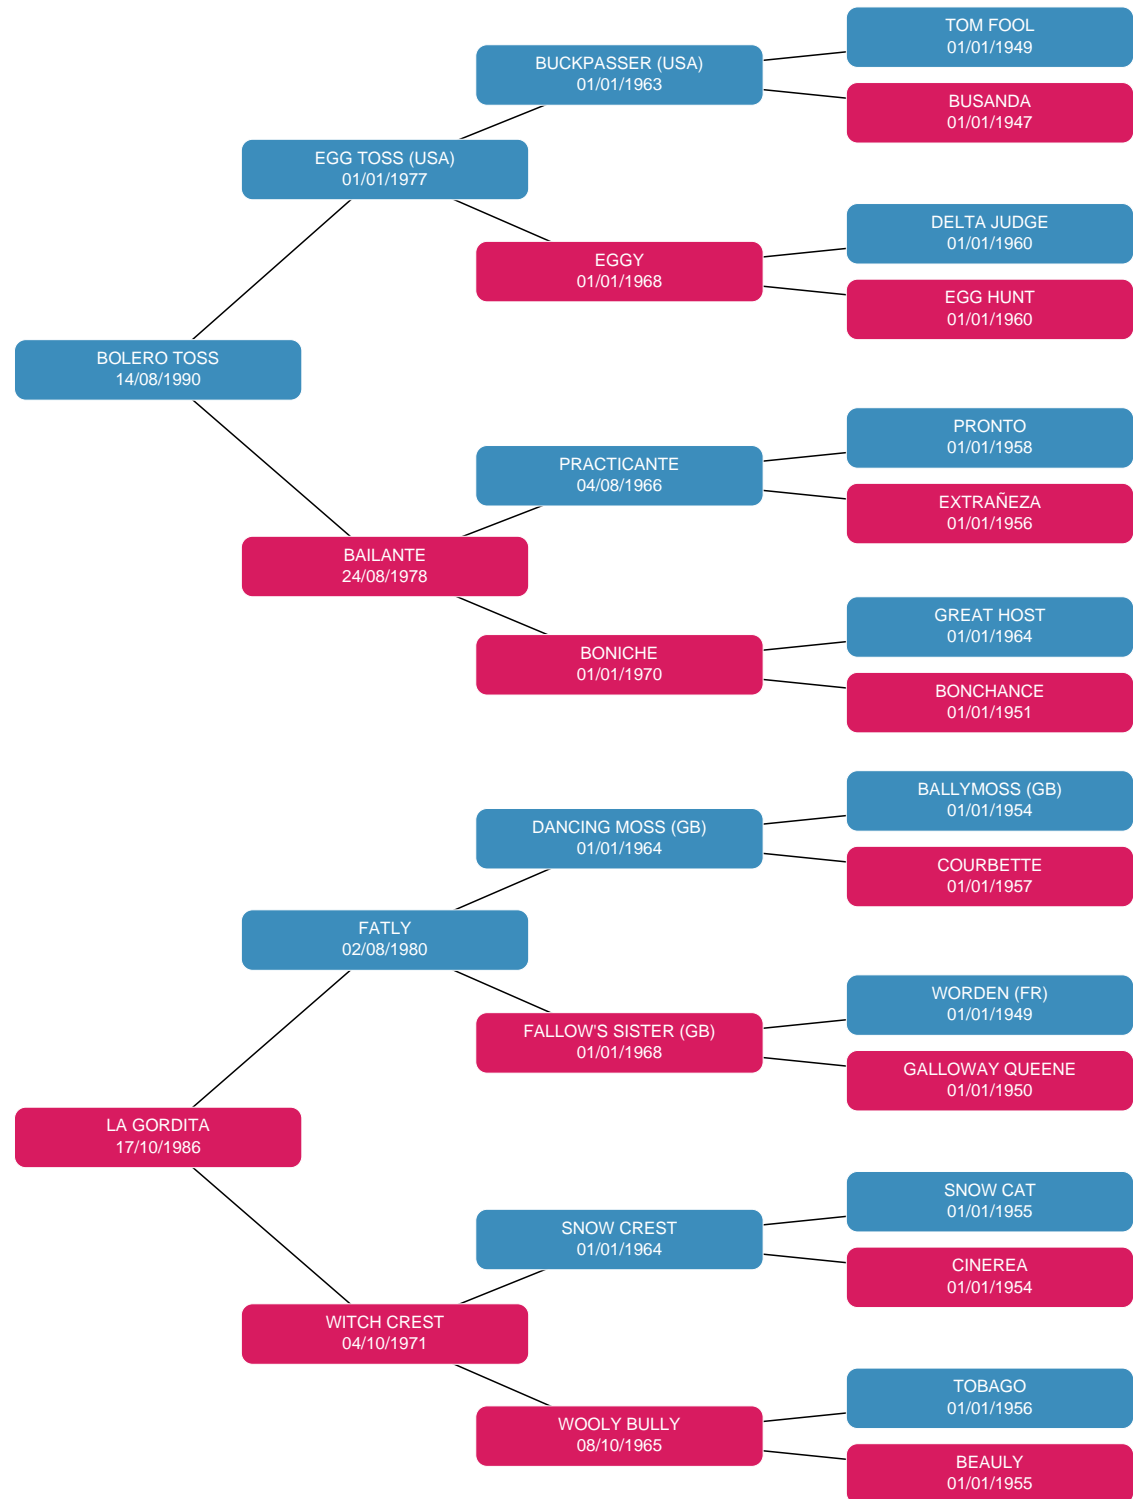 TOM FOOL
01/01/1949
BUCKPASSER (USA)
01/01/1963
BUSANDA
01/01/1947
EGG TOSS (USA)
01/01/1977
DELTA JUDGE
01/01/1960
EGGY
01/01/1968
EGG HUNT
01/01/1960
BOLERO TOSS
14/08/1990
PRONTO
01/01/1958
PRACTICANTE
04/08/1966
EXTRAÑEZA
01/01/1956
BAILANTE
24/08/1978
GREAT HOST
01/01/1964
BONICHE
01/01/1970
BONCHANCE
01/01/1951
BALLYMOSS (GB)
01/01/1954
DANCING MOSS (GB)
01/01/1964
COURBETTE
01/01/1957
FATLY
02/08/1980
WORDEN (FR)
01/01/1949
FALLOW'S SISTER (GB)
01/01/1968
GALLOWAY QUEENE
01/01/1950
LA GORDITA
17/10/1986
SNOW CAT
01/01/1955
SNOW CREST
01/01/1964
CINEREA
01/01/1954
WITCH CREST
04/10/1971
TOBAGO
01/01/1956
WOOLY BULLY
08/10/1965
BEAULY
01/01/1955